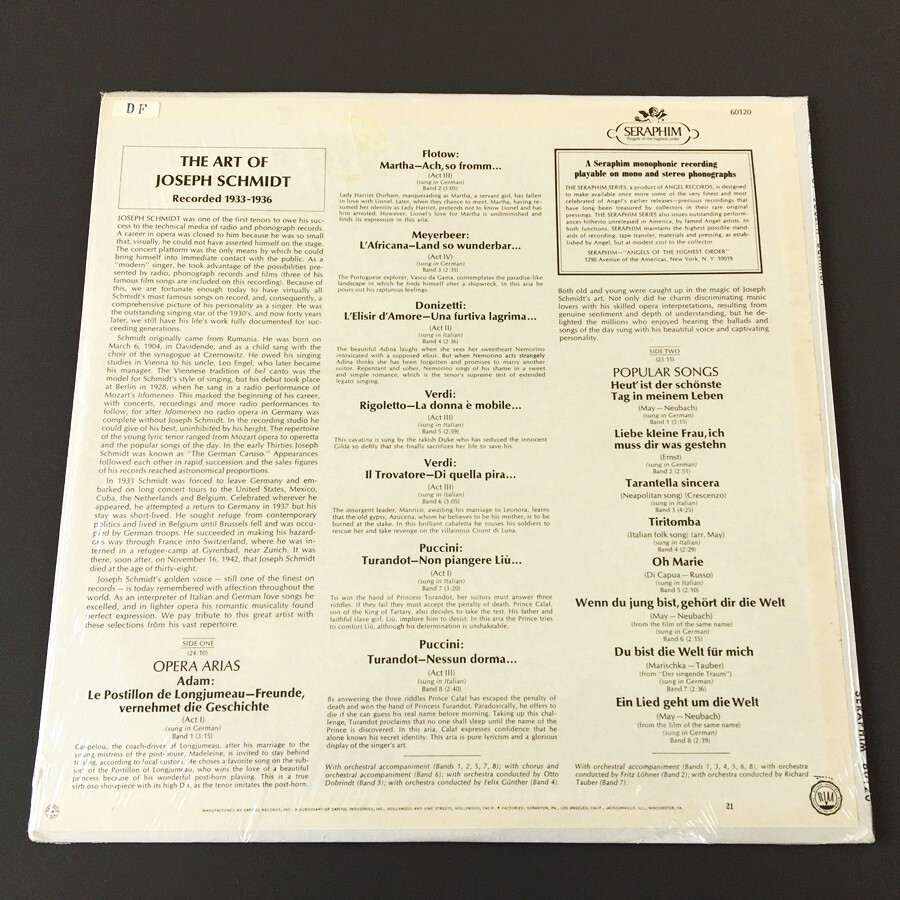 D F
THE ART OF
JOSEPH SCHMIDT
Recorded 1933-1936
JOSEPH SCHMIDT was one of the first tenors to owe his suc-
cess to the technical media of radio and phonograph records.
A career in opera was closed to him because he was so small
that, visually, he could not have asserted himself on the stage.
The concert platform was the only means by which he could
bring himself into immediate contact with the public. As a
"modern" singer, he took advantage of the possibilities pre-
sented by radio, phonograph records and films (three of his
famous film songs are included on this recording). Because of
this, we are fortunate enough today to have virtually all
Schmidt's most famous songs on record, and, consequently, a
comprehensive picture of his personality as a singer. He was
the outstanding singing star of the 1930's, and now forty years
later, we still have his life's work fully documented for suc-
ceeding generations.
Schmidt originally came from Rumania. He was born on
March 6, 1904, in Davidende, and as a child sang with the
choir of the synagogue at Czernowitz. He owed his singing
studies in Vienna to his uncle, Leo Engel, who later became
his manager. The Viennese tradition of bel canto was the
model for Schmidt's style of singing, but his debut took place
at Berlin in 1928, when he sang in a radio performance of
Mozart's Idomeneo. This marked the beginning of his career,
with concerts, recordings and more radio performances to
follow, for after Idomeneo no radio opera in Germany was
complete without Joseph Schmidt. In the recording studio he
could give of his best, uninhibited by his height. The repertoire
of the young lyric tenor ranged from Mozart opera to operetta
and the popular songs of the day. In the early Thirties Joseph
Schmidt was known as "The German Caruso." Appearances
followed each other in rapid succession and the sales figures
of his records reached astronomical proportions.
In 1933 Schmidt was forced to leave Germany and em-
barked on long concert tours to the United States, Mexico,
Cuba, the Netherlands and Belgium. Celebrated wherever he
appeared, he attempted a return to Germany in 1937 but his
stay was short-lived. He sought refuge from contemporary
politics and lived in Belgium until Brussels fell and was occu-
pied by German troops. He succeeded in making his hazard-
ous way through France into Switzerland, where he was in-
terned in a refugee-camp at Gyrenbad, near Zurich. It was
there, soon after, on November 16, 1942, that Joseph Schmidt
died at the age of thirty-eight.
Joseph Schmidt's golden voice — still one of the finest on
records — is today remembered with affection throughout the
world. As an interpreter of Italian and German love songs he
excelled, and in lighter opera his romantic musicality found
perfect expression. We pay tribute to this great artist with
these selections from his vast repertoire.
SIDE ONE
(24:10)
OPERA ARIAS
Adam:
Le Postillon de Longjumeau—Freunde,
vernehmet die Geschichte
(Act I)
(sung in German)
Band 1 (3:15)
Chapelou, the coach-driver of Longjumeau, after his marriage to the
young mistress of the post-house, Madeleine, is invited to stay behind
to sing, according to local custom. He choses a favorite song on the sub-
ject of the Postillon of Longjumeau, who wins the love of a beautiful
princess because of his wonderful post-horn playing. This is a true
virtuoso showpiece with its high D's, as the tenor imitates the post-horn.
Flotow:
Martha—Ach, so fromm...
(Act III)
(sung in German)
Band 2 (3:05)
Lady Harriet Durham, masquerading as Martha, a servant girl, has fallen
in love with Lionel. Later, when they chance to meet, Martha, having re-
sumed her identity as Lady Harriet, pretends not to know Lionel and has
him arrested. However, Lionel's love for Martha is undiminished and
finds its expression in this aria.
Meyerbeer:
L'Africana—Land so wunderbar...
(Act IV)
(sung in German)
Band 3 (2:35)
The Portuguese explorer, Vasco da Gama, contemplates the paradise-like
landscape in which he finds himself after a shipwreck. In this aria he
pours out his rapturous feelings.
Donizetti:
L'Elisir d'Amore—Una furtiva lagrima...
(Act II)
(sung in Italian)
Band 4 (2:36)
The beautiful Adina laughs when she sees her sweetheart Nemorino
intoxicated with a supposed elixir. But when Nemorino acts strangely
Adina thinks she has been forgotten and promises to marry another
suitor. Repentant and sober, Nemorino sings of his shame in a sweet
and simple romance, which is the tenor's supreme test of extended
legato singing.
Verdi:
Rigoletto—La donna è mobile...
(Act III)
(sung in Italian)
Band 5 (2:39)
This cavatina is sung by the rakish Duke who has seduced the innocent
Gilda so deftly that she finally sacrifices her life to save his.
Verdi:
Il Trovatore—Di quella pira...
(Act III)
(sung in Italian)
Band 6 (3:05)
The insurgent leader, Manrico, awaiting his marriage to Leonora, learns
that the old gypsy, Azucena, whom he believes to be his mother, is to be
burned at the stake. In this brilliant cabaletta he rouses his soldiers to
rescue her and take revenge on the villainous Count di Luna.
Puccini:
Turandot—Non piangere Liù...
(Act I)
(sung in Italian)
Band 7 (3:20)
To win the hand of Princess Turandot, her suitors must answer three
riddles. If they fail they must accept the penalty of death. Prince Calaf,
son of the King of Tartary, also decides to take the test. His father and
faithful slave girl, Liù, implore him to desist. In this aria the Prince tries
to comfort Liù, although his determination is unshakeable.
Puccini:
Turandot—Nessun dorma...
(Act III)
(sung in German)
Band 8 (2:40)
By answering the three riddles Prince Calaf has escaped the penalty of
death and won the hand of Princess Turandot. Paradoxically, he offers to
die if she can guess his real name before morning. Taking up this chal-
lenge, Turandot proclaims that no one shall sleep until the name of the
Prince is discovered. In this aria, Calaf expresses confidence that he
alone knows his secret identity. This is pure lyricism and a glorious
display of the singer's art.
With orchestral accompaniment (Bands 1, 2, 5, 7, 8); with chorus and
orchestral accompaniment (Band 6); with orchestra conducted by Otto
Dobrindt (Band 3); with orchestra conducted by Felix Günther (Band 4).
60120
SERAPHIM
"Angels of the highest order"
A Seraphim monophonic recording
playable on mono and stereo phonographs
THE SERAPHIM SERIES, a product of ANGEL RECORDS, is designed
to make available once more some of the very finest and most
celebrated of Angel's earlier releases—precious recordings that
have long been treasured by collectors in their rare original
pressings. THE SERAPHIM SERIES also issues outstanding perform-
ances hitherto unreleased in America, by famed Angel artists. In
both functions, SERAPHIM maintains the highest possible stand-
ards of recording, tape transfer, materials and pressing, as estab-
lished by Angel, but at modest cost to the collector.
SERAPHIM—"ANGELS OF THE HIGHEST ORDER"
1290 Avenue of the Americas, New York, N. Y. 10019
Both old and young were caught up in the magic of Joseph
Schmidt's art. Not only did he charm discriminating music
lovers with his skilled opera interpretations, resulting from
genuine sentiment and depth of understanding, but he de-
lighted the millions who enjoyed hearing the ballads and
songs of the day sung with his beautiful voice and captivating
personality.
SIDE TWO
(23:15)
POPULAR SONGS
Heut' ist der schönste
Tag in meinem Leben
(May — Neubach)
(sung in German)
Band 1 (3:15)
Liebe kleine Frau, ich
muss dir was gestehn
(Ernst)
(sung in German)
Band 2 (2:51)
Tarantella sincera
(Neapolitan song) (Crescenzo)
(sung in Italian)
Band 3 (4:25)
Tiritomba
(Italian folk song) (arr. May)
(sung in Italian)
Band 4 (2:29)
Oh Marie
(Di Capua — Russo)
(sung in Italian)
Band 5 (2:10)
Wenn du jung bist, gehört dir die Welt
(May — Neubach)
(from the film of the same name)
(sung in German)
Band 6 (2:35)
Du bist die Welt für mich
(Marischka — Tauber)
(from "Der singende Traum")
(sung in German)
Band 7 (2:36)
Ein Lied geht um die Welt
(May — Neubach)
(from the film of the same name)
(sung in German)
Band 8 (2:39)
With orchestral accompaniment (Bands 1, 3, 4, 5, 6, 8); with orchestra
conducted by Fritz Löhner (Band 2); with orchestra conducted by Richard
Tauber (Band 7).
MANUFACTURED BY CAPITOL RECORDS, INC., A SUBSIDIARY OF CAPITOL INDUSTRIES, INC., HOLLYWOOD AND VINE STREETS, HOLLYWOOD, CALIF. • FACTORIES: SCRANTON, PA., LOS ANGELES, CALIF., JACKSONVILLE, ILL., WINCHESTER, VA.
21
RIAA
SERAPHIM